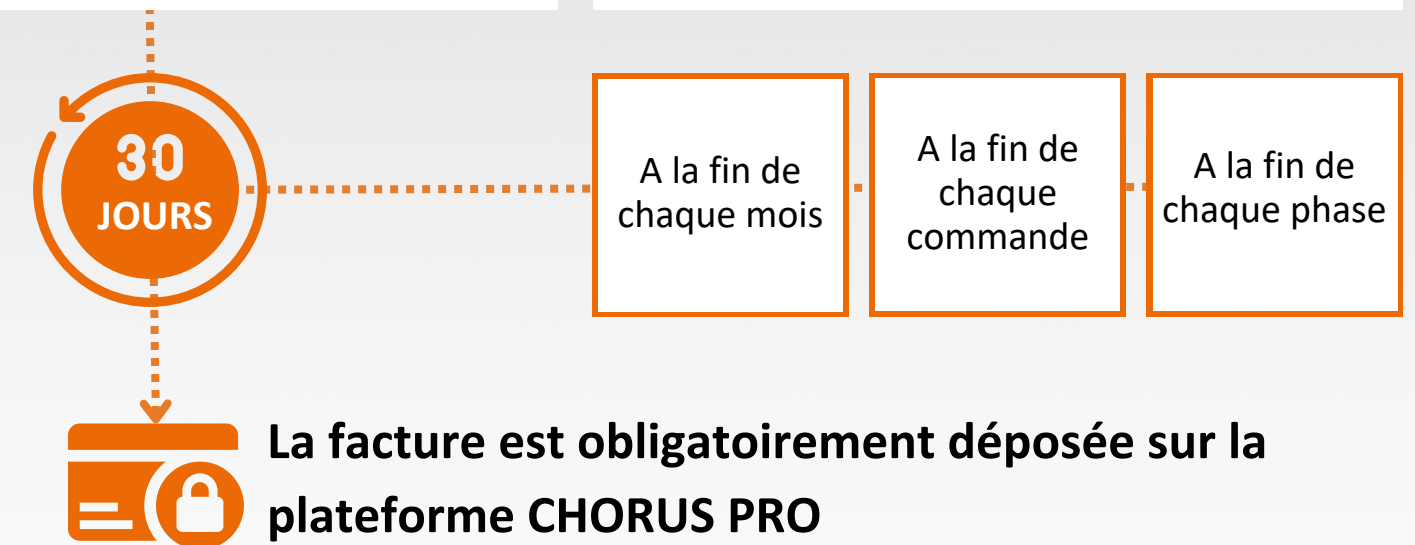 30
JOURS
A la fin de
chaque mois
A la fin de
chaque
commande
A la fin de
chaque phase
La facture est obligatoirement déposée sur la
plateforme CHORUS PRO